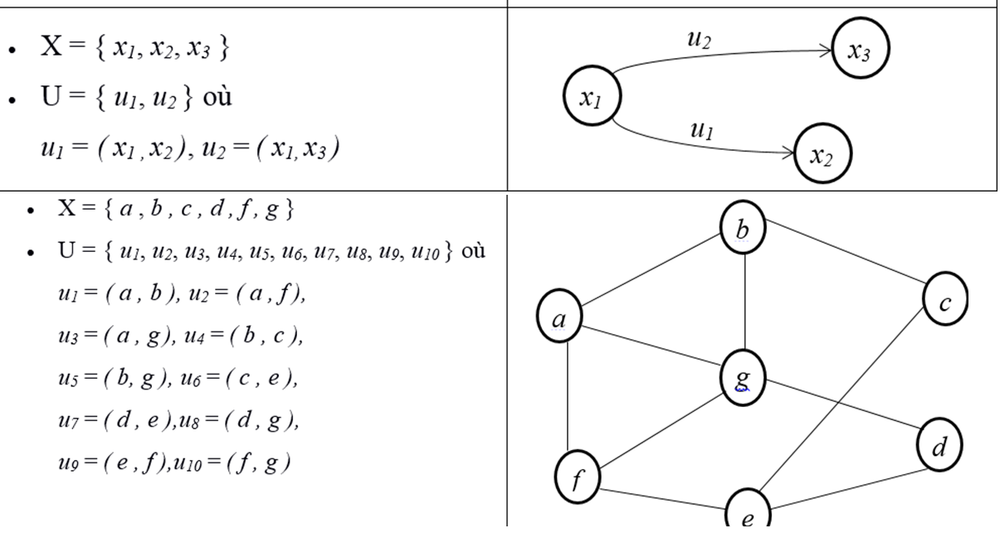 • X = { x1, x2, x3 }
• U = { u1, u2 } où
u1 = ( x1 , x2 ), u2 = ( x1, x3 )
u2
x3
x1
u1
x2
• X = { a , b , c , d , f , g }
• U = { u1, u2, u3, u4, u5, u6, u7, u8, u9, u10 } où
u1 = ( a , b ), u2 = ( a , f ),
u3 = ( a , g ), u4 = ( b , c ),
u5 = ( b, g ), u6 = ( c , e ),
u7 = ( d , e ),u8 = ( d , g ),
u9 = ( e , f ),u10 = ( f , g )
b
c
a
g
d
f
e